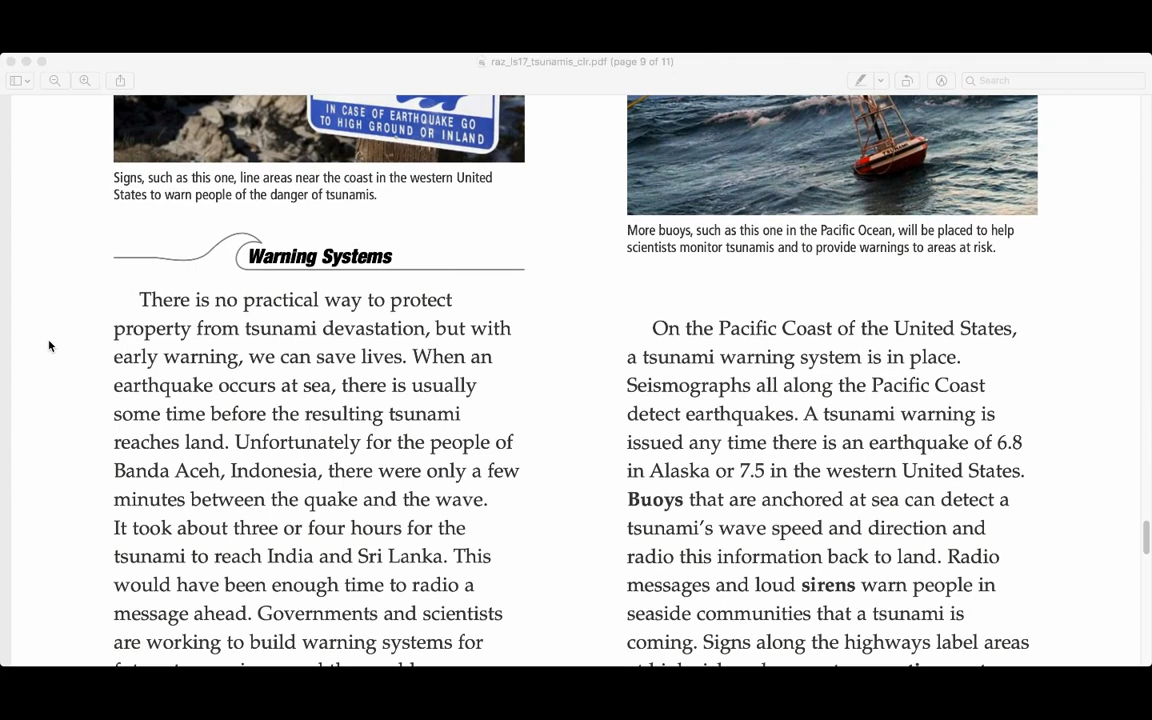 raz_ls17_tsunamis_clr.pdf (page 9 of 11)
Search
IN CASE OF EARTHQUAKE GO
TO HIGH GROUND OR INLAND
Signs, such as this one, line areas near the coast in the western United
States to warn people of the danger of tsunamis.
Warning Systems
There is no practical way to protect
property from tsunami devastation, but with
early warning, we can save lives. When an
earthquake occurs at sea, there is usually
some time before the resulting tsunami
reaches land. Unfortunately for the people of
Banda Aceh, Indonesia, there were only a few
minutes between the quake and the wave.
It took about three or four hours for the
tsunami to reach India and Sri Lanka. This
would have been enough time to radio a
message ahead. Governments and scientists
are working to build warning systems for
More buoys, such as this one in the Pacific Ocean, will be placed to help
scientists monitor tsunamis and to provide warnings to areas at risk.
On the Pacific Coast of the United States,
a tsunami warning system is in place.
Seismographs all along the Pacific Coast
detect earthquakes. A tsunami warning is
issued any time there is an earthquake of 6.8
in Alaska or 7.5 in the western United States.
Buoys that are anchored at sea can detect a
tsunami's wave speed and direction and
radio this information back to land. Radio
messages and loud sirens warn people in
seaside communities that a tsunami is
coming. Signs along the highways label areas